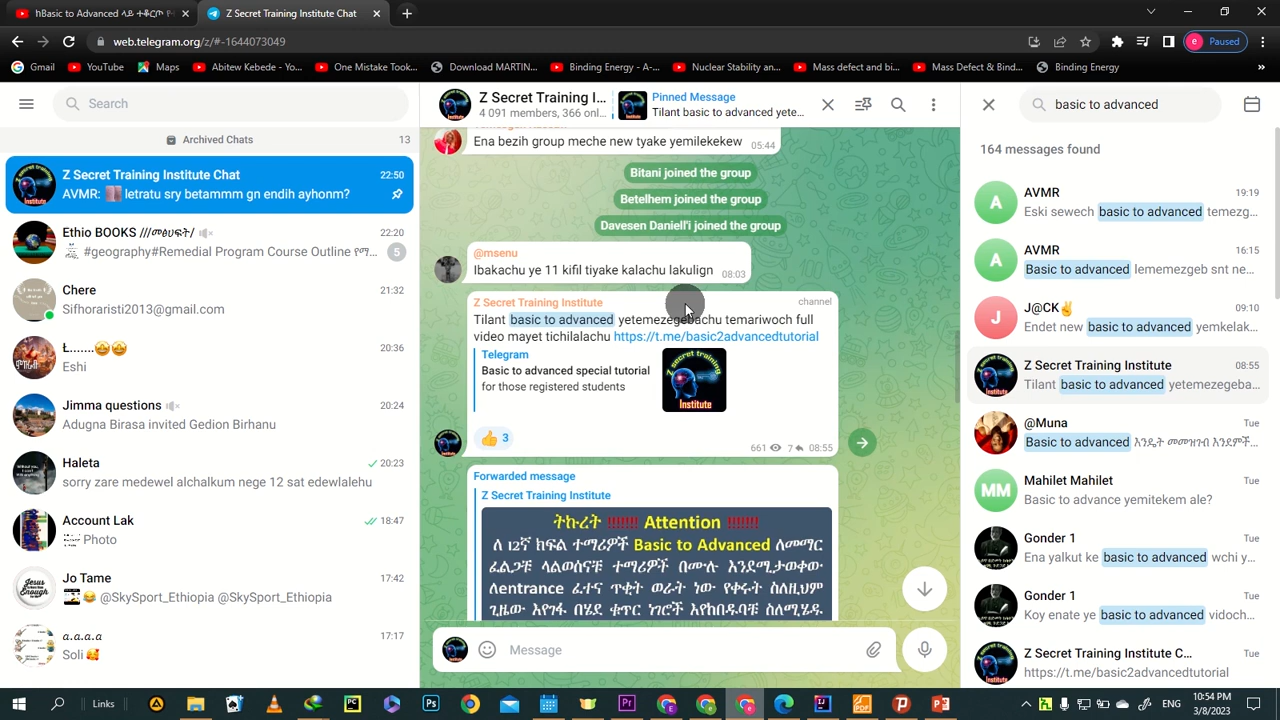 hBasic to Advanced ላይ ተቆርጦ የ
Z Secret Training Institute Chat
web.telegram.org/z/#-1644073049
Paused
Gmail
YouTube
Maps
Abitew Kebede - Yo...
One Mistake Took...
Download MARTIN...
Binding Energy - A-...
Nuclear Stability an...
Mass defect and bi...
Mass Defect & Bind...
Binding Energy
»
Search
Archived Chats
13
Z Secret Training Institute Chat
22:50
AVMR: letratu sry betammm gn endih ayhonm?
Ethio BOOKS ///መፅሀፍት/
22:20
#geography#Remedial Program Course Outline የማ...
5
Chere
21:32
Sifhoraristi2013@gmail.com
Ł.......🤩🤩
20:36
Eshi
Jimma questions
20:24
Adugna Birasa invited Gedion Birhanu
Haleta
20:23
sorry zare medewel alchalkum nege 12 sat edewlalehu
Account Lak
18:47
Photo
Jo Tame
17:42
😂 @SkySport_Ethiopia @SkySport_Ethiopia
a.a.a.a
17:17
Soli 🥰
Z Secret Training I...
4 091 members, 366 onl...
Pinned Message
Tilant basic to advanced yete...
Ena bezih group meche new tyake yemilekekew
05:44
Bitani joined the group
Betelhem joined the group
Davesen Daniell'i joined the group
@msenu
Ibakachu ye 11 kifil tiyake kalachu lakulign
08:03
Z Secret Training Institute
channel
Tilant basic to advanced yetemezegebachu temariwoch full
video mayet tichilalachu https://t.me/basic2advancedtutorial
Telegram
Basic to advanced special tutorial
for those registered students
Z secret training
Institute
👍 3
661
7
08:55
Forwarded message
Z Secret Training Institute
ትኩረት !!!!!!! Attention !!!!!!!
ለ 12ኛ ክፍል ተማሪዎች Basic to Advanced ለመማር
ፈልጋቹ ላልመሰናቹ ተማሪዎች በሙሉ እንደሚታወቀው
ለentrance ፈተና ጥቂት ወራት ነው የቀሩት ስለዚህም
ጊዜው እየገፋ በሄደ ቁጥር ነገሮች እየከበዱባቹ ስለሚሄዱ
Message
basic to advanced
164 messages found
AVMR
19:19
Eski sewech basic to advanced temezg...
AVMR
16:15
Basic to advanced lememezgeb snt ne...
J@CK✌
09:10
Endet new basic to advanced yemkelak...
Z Secret Training Institute
08:55
Tilant basic to advanced yetemezegeba...
@Muna
Tue
Basic to advanced እንዴት መመዝገብ እንደምች...
MM
Mahilet Mahilet
Tue
Basic to advance yemitekem ale?
Gonder 1
Tue
Ena yalkut ke basic to advanced wchi y...
Gonder 1
Tue
Koy enate ye basic to advanced vidoch...
Z Secret Training Institute C...
Tue
https://t.me/basic2advancedtutorial
Links
ENG
10:54 PM
3/8/2023